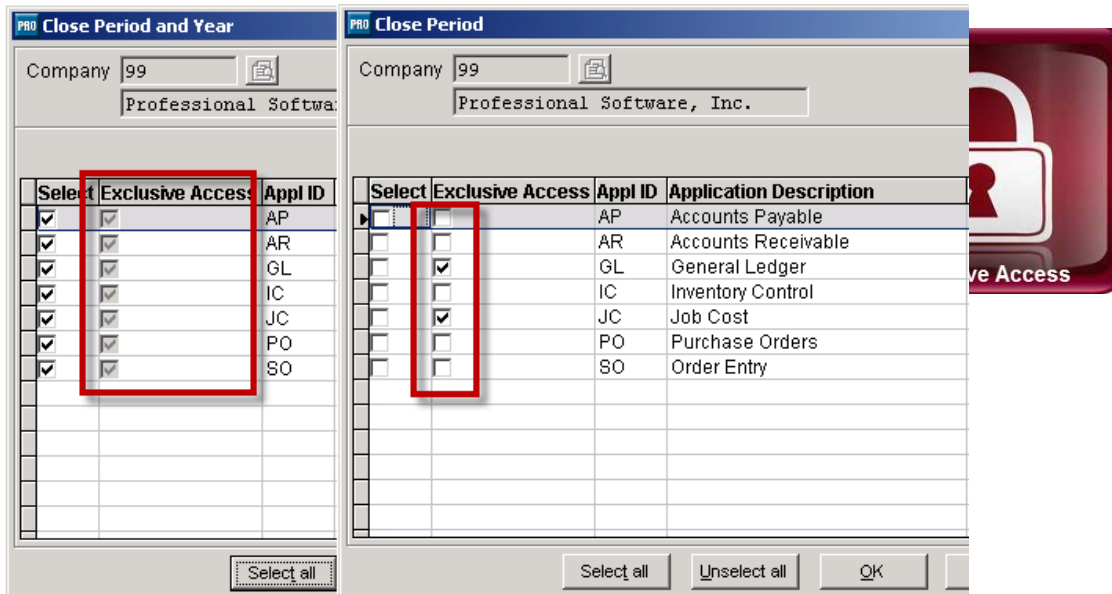 PRO Close Period and Year
Company 99
Professional Softwa
Select Exclusive Access Appl ID
AP
AR
GL
IC
JC
PO
SO
Select all
PRO Close Period
Company 99
Professional Software, Inc.
Select Exclusive Access Appl ID Application Description
AP Accounts Payable
AR Accounts Receivable
GL General Ledger
IC Inventory Control
JC Job Cost
PO Purchase Orders
SO Order Entry
Select all Unselect all OK
ve Access